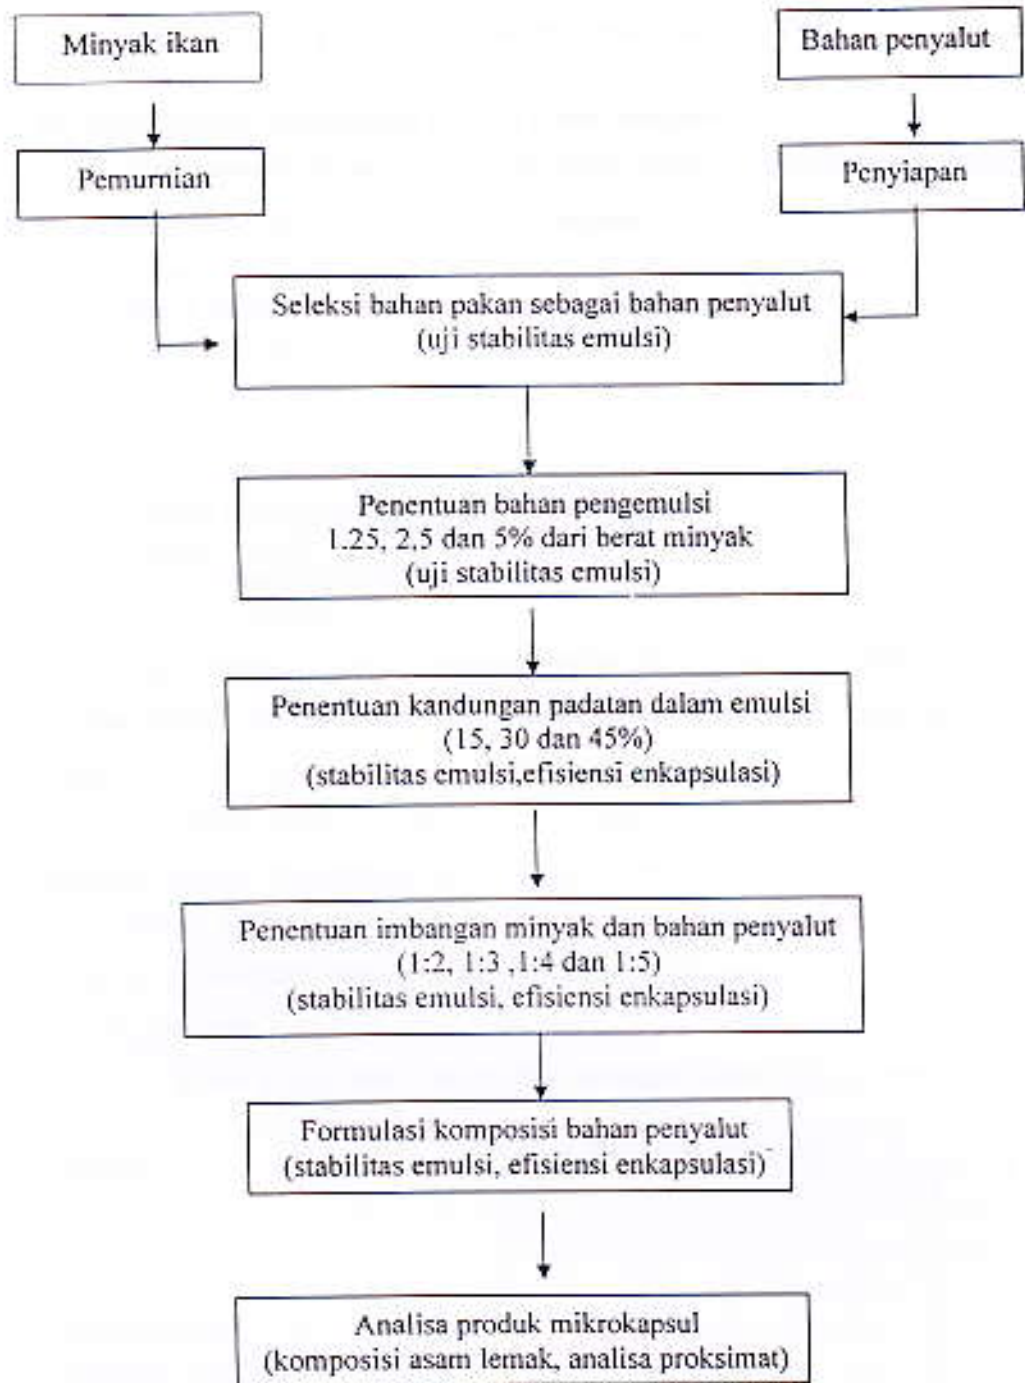 Minyak ikan
Bahan penyalut
Pemurnian
Penyiapan
Seleksi bahan pakan sebagai bahan penyalut
(uji stabilitas emulsi)
Penentuan bahan pengemulsi
1.25, 2,5 dan 5% dari berat minyak
(uji stabilitas emulsi)
Penentuan kandungan padatan dalam emulsi
(15, 30 dan 45%)
(stabilitas emulsi,efisiensi enkapsulasi)
Penentuan imbangan minyak dan bahan penyalut
(1:2, 1:3 ,1:4 dan 1:5)
(stabilitas emulsi, efisiensi enkapsulasi)
Formulasi komposisi bahan penyalut
(stabilitas emulsi, efisiensi enkapsulasi)
Analisa produk mikrokapsul
(komposisi asam lemak, analisa proksimat)